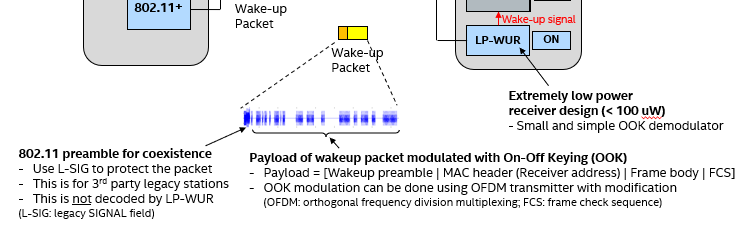 802.11+
Wake-up
Packet
Wake-up signal
LP-WUR
ON
Wake-up
Packet
Extremely low power
receiver design (< 100 uW)
- Small and simple OOK demodulator
802.11 preamble for coexistence
- Use L-SIG to protect the packet
- This is for 3rd party legacy stations
- This is not decoded by LP-WUR
(L-SIG: legacy SIGNAL field)
Payload of wakeup packet modulated with On-Off Keying (OOK)
- Payload = [Wakeup preamble | MAC header (Receiver address) | Frame body | FCS]
- OOK modulation can be done using OFDM transmitter with modification
(OFDM: orthogonal frequency division multiplexing; FCS: frame check sequence)